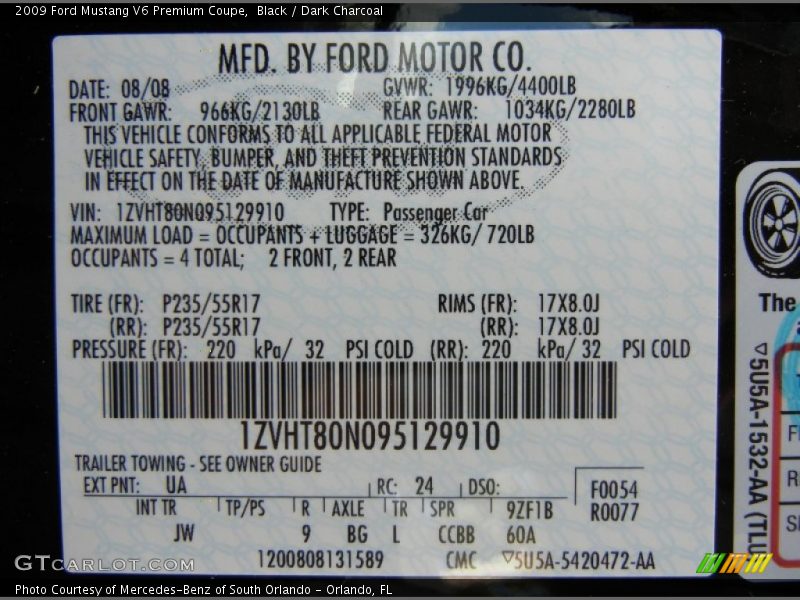 2009 Ford Mustang V6 Premium Coupe,  Black / Dark Charcoal
MFD. BY FORD MOTOR CO.
DATE: 08/08 GVWR: 1996KG/4400LB
FRONT GAWR: 966KG/2130LB REAR GAWR: 1034KG/2280LB
THIS VEHICLE CONFORMS TO ALL APPLICABLE FEDERAL MOTOR
VEHICLE SAFETY, BUMPER, AND THEFT PREVENTION STANDARDS
IN EFFECT ON THE DATE OF MANUFACTURE SHOWN ABOVE.
VIN: 1ZVHT80N095129910 TYPE: Passenger Car
MAXIMUM LOAD = OCCUPANTS + LUGGAGE = 326KG/ 720LB
OCCUPANTS = 4 TOTAL; 2 FRONT, 2 REAR
TIRE (FR): P235/55R17 RIMS (FR): 17X8.0J
(RR): P235/55R17 (RR): 17X8.0J
PRESSURE (FR): 220 kPa/ 32 PSI COLD (RR): 220 kPa/ 32 PSI COLD
1ZVHT80N095129910
TRAILER TOWING - SEE OWNER GUIDE
EXT PNT: UA RC: 24 DSO: F0054
INT TR TP/PS R AXLE TR SPR 9ZF1B R0077
JW 9 BG L CCBB 60A
1200808131589 CMC ▽5U5A-5420472-AA
The
▽5U5A-1532-AA (TLU
GTCarLot.com
Photo Courtesy of Mercedes-Benz of South Orlando - Orlando, FL